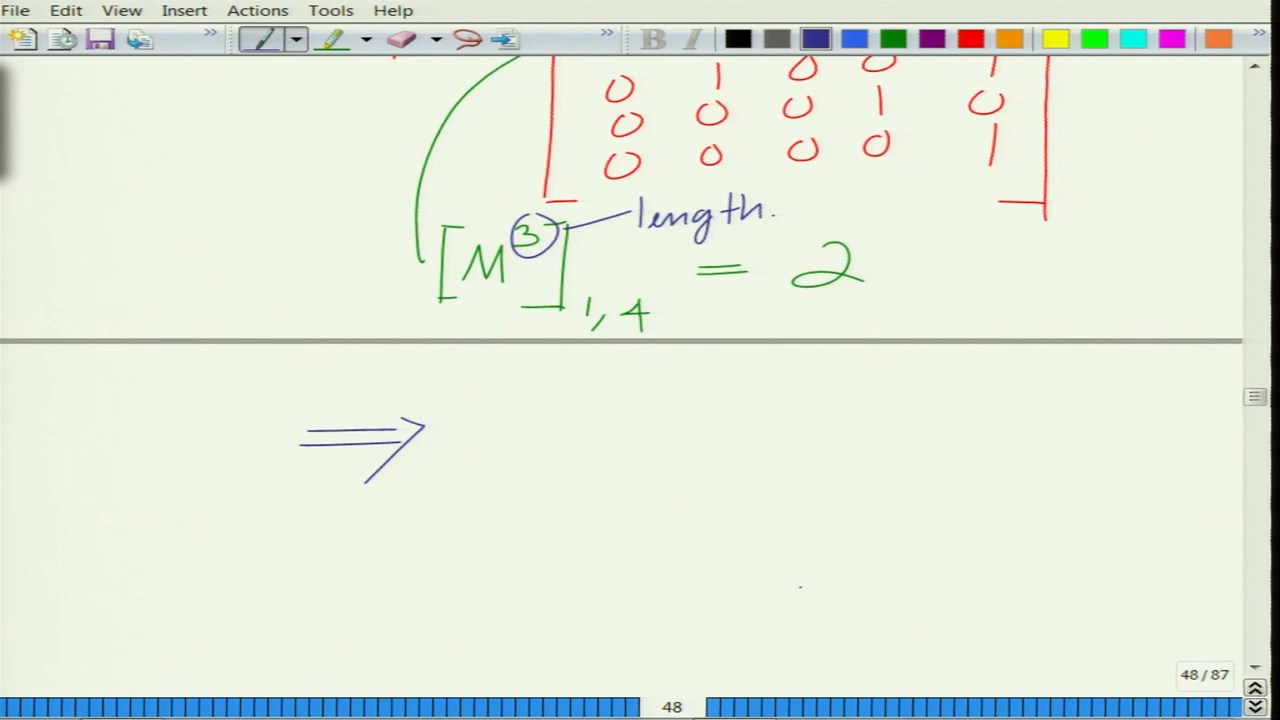 File Edit View Insert Actions Tools Help
B I
0 1 0 0 1
0 0 0 1 0
0 0 0 0 1
[M³]₁,₄ = 2 length.
⇒
48 / 87
48